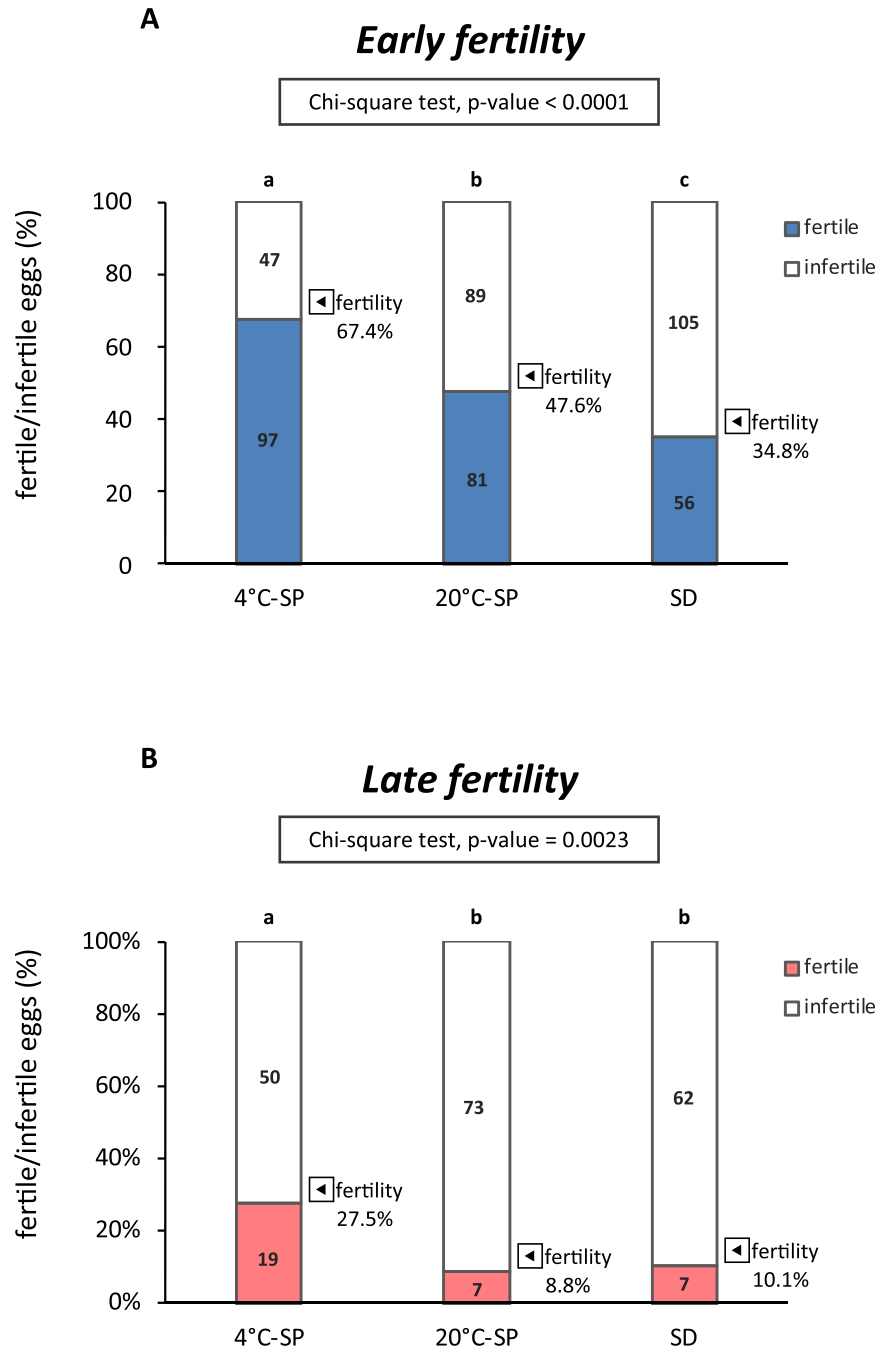 A
Early fertility
Chi-square test, p-value < 0.0001
a b c
fertile/infertile eggs (%)
100
80
60
40
20
0
47
97
fertility
67.4%
89
81
fertility
47.6%
105
56
fertility
34.8%
fertile
infertile
4°C-SP 20°C-SP SD
B
Late fertility
Chi-square test, p-value = 0.0023
a b b
fertile/infertile eggs (%)
100%
80%
60%
40%
20%
0%
50
19
fertility
27.5%
73
7
fertility
8.8%
62
7
fertility
10.1%
fertile
infertile
4°C-SP 20°C-SP SD